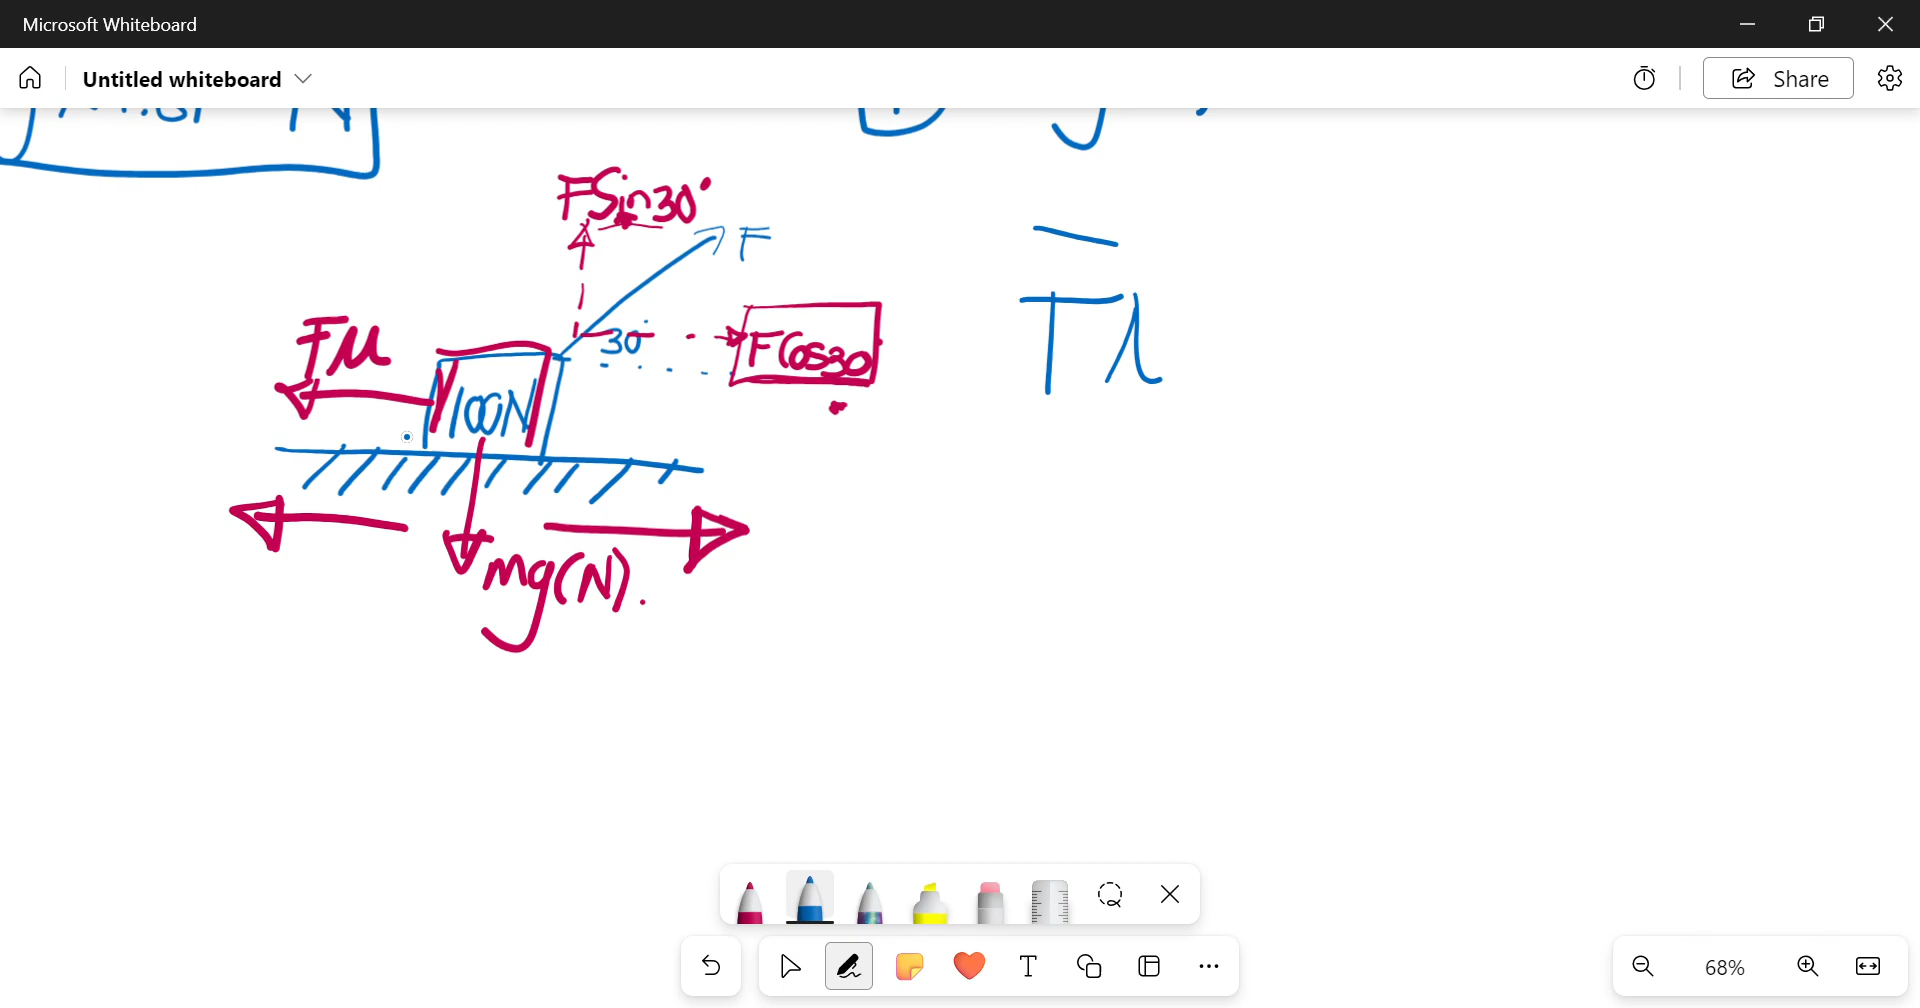 Microsoft Whiteboard
Untitled whiteboard
Share
FSin30°
F
Fμ
30°
FCos30
100N
mg(N).
68%